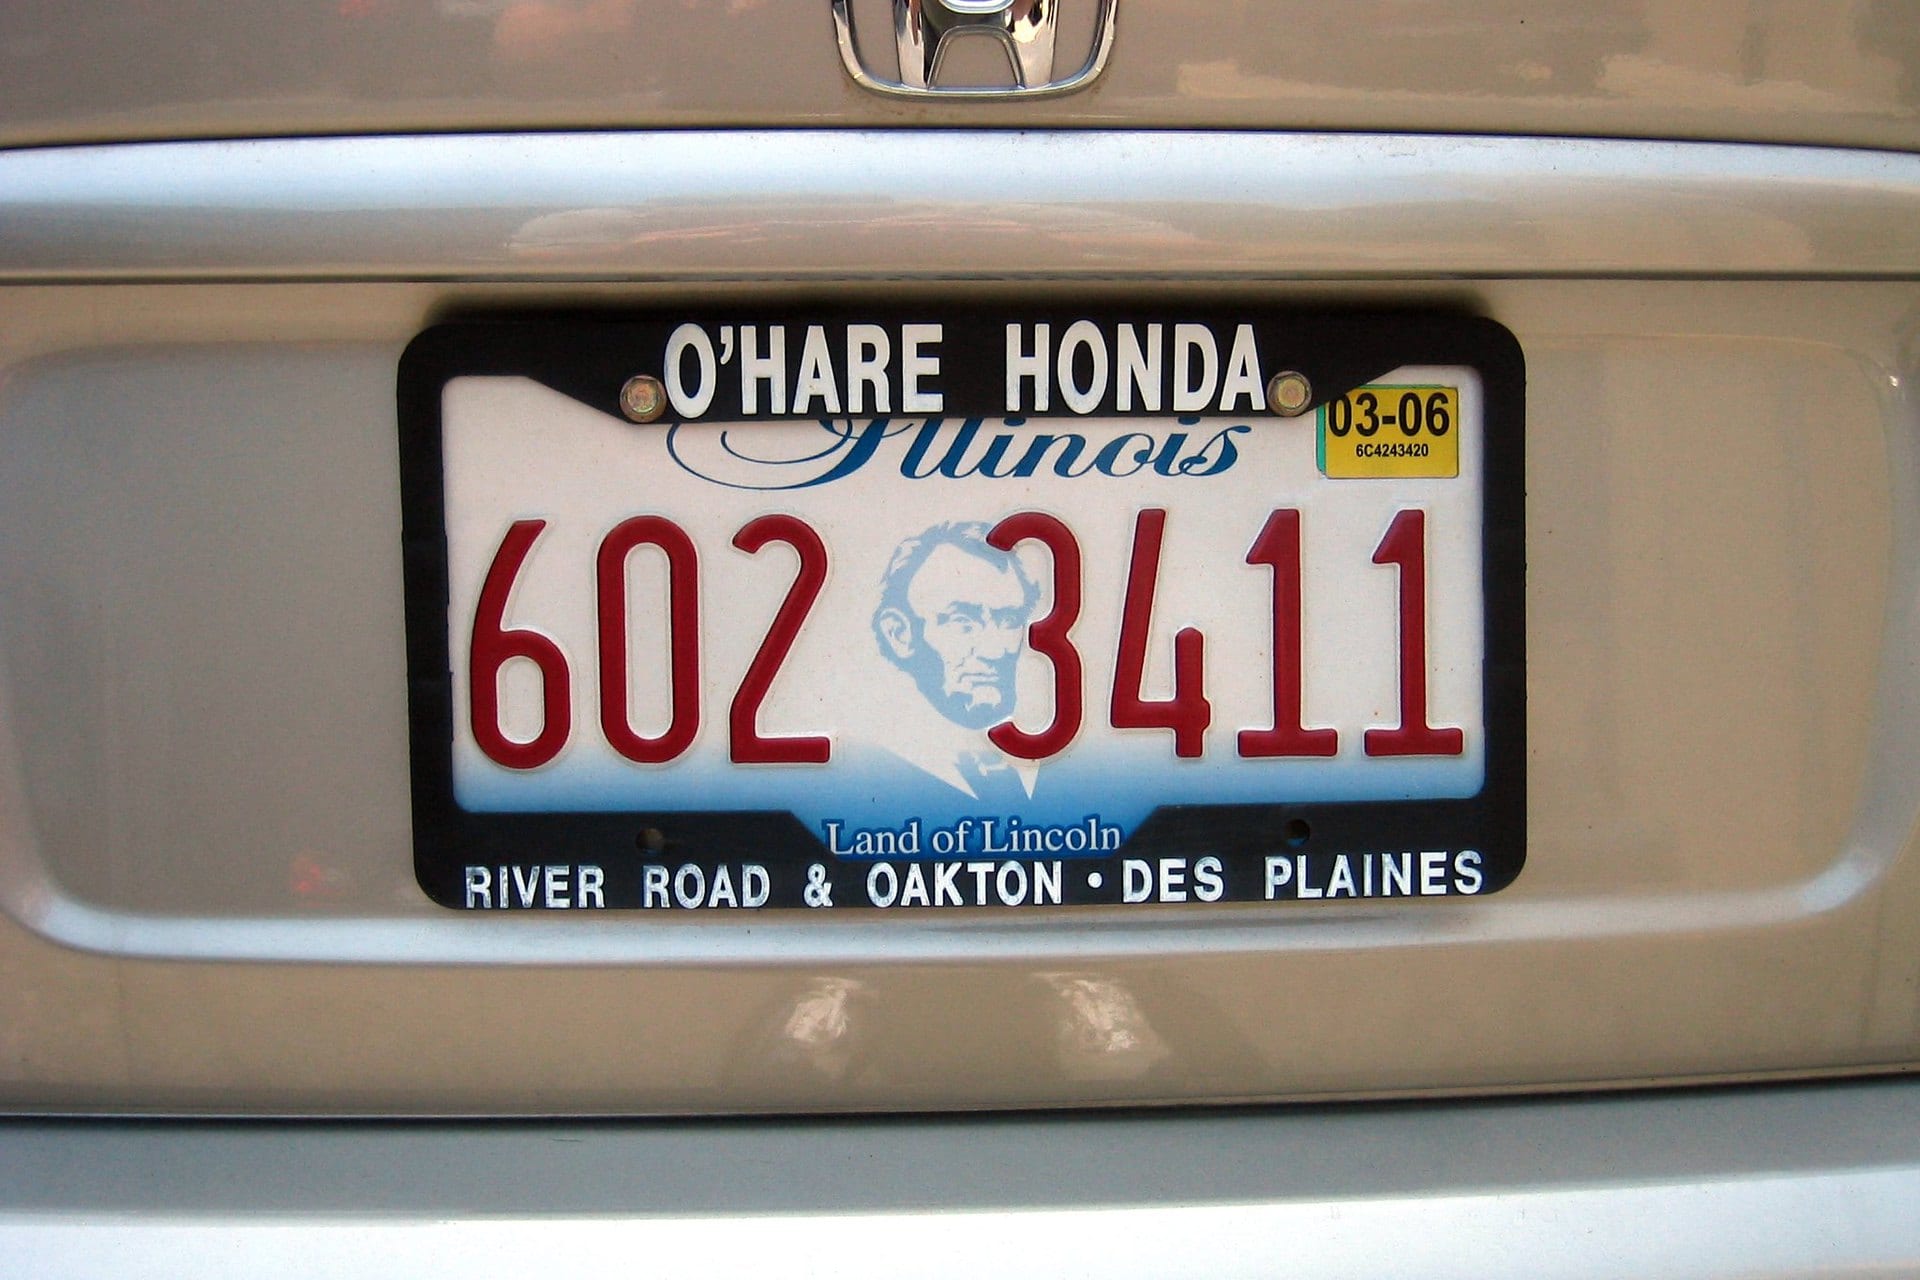 O'HARE HONDA
Illinois
03-06
6C4243420
602 3411
Land of Lincoln
RIVER ROAD & OAKTON • DES PLAINES